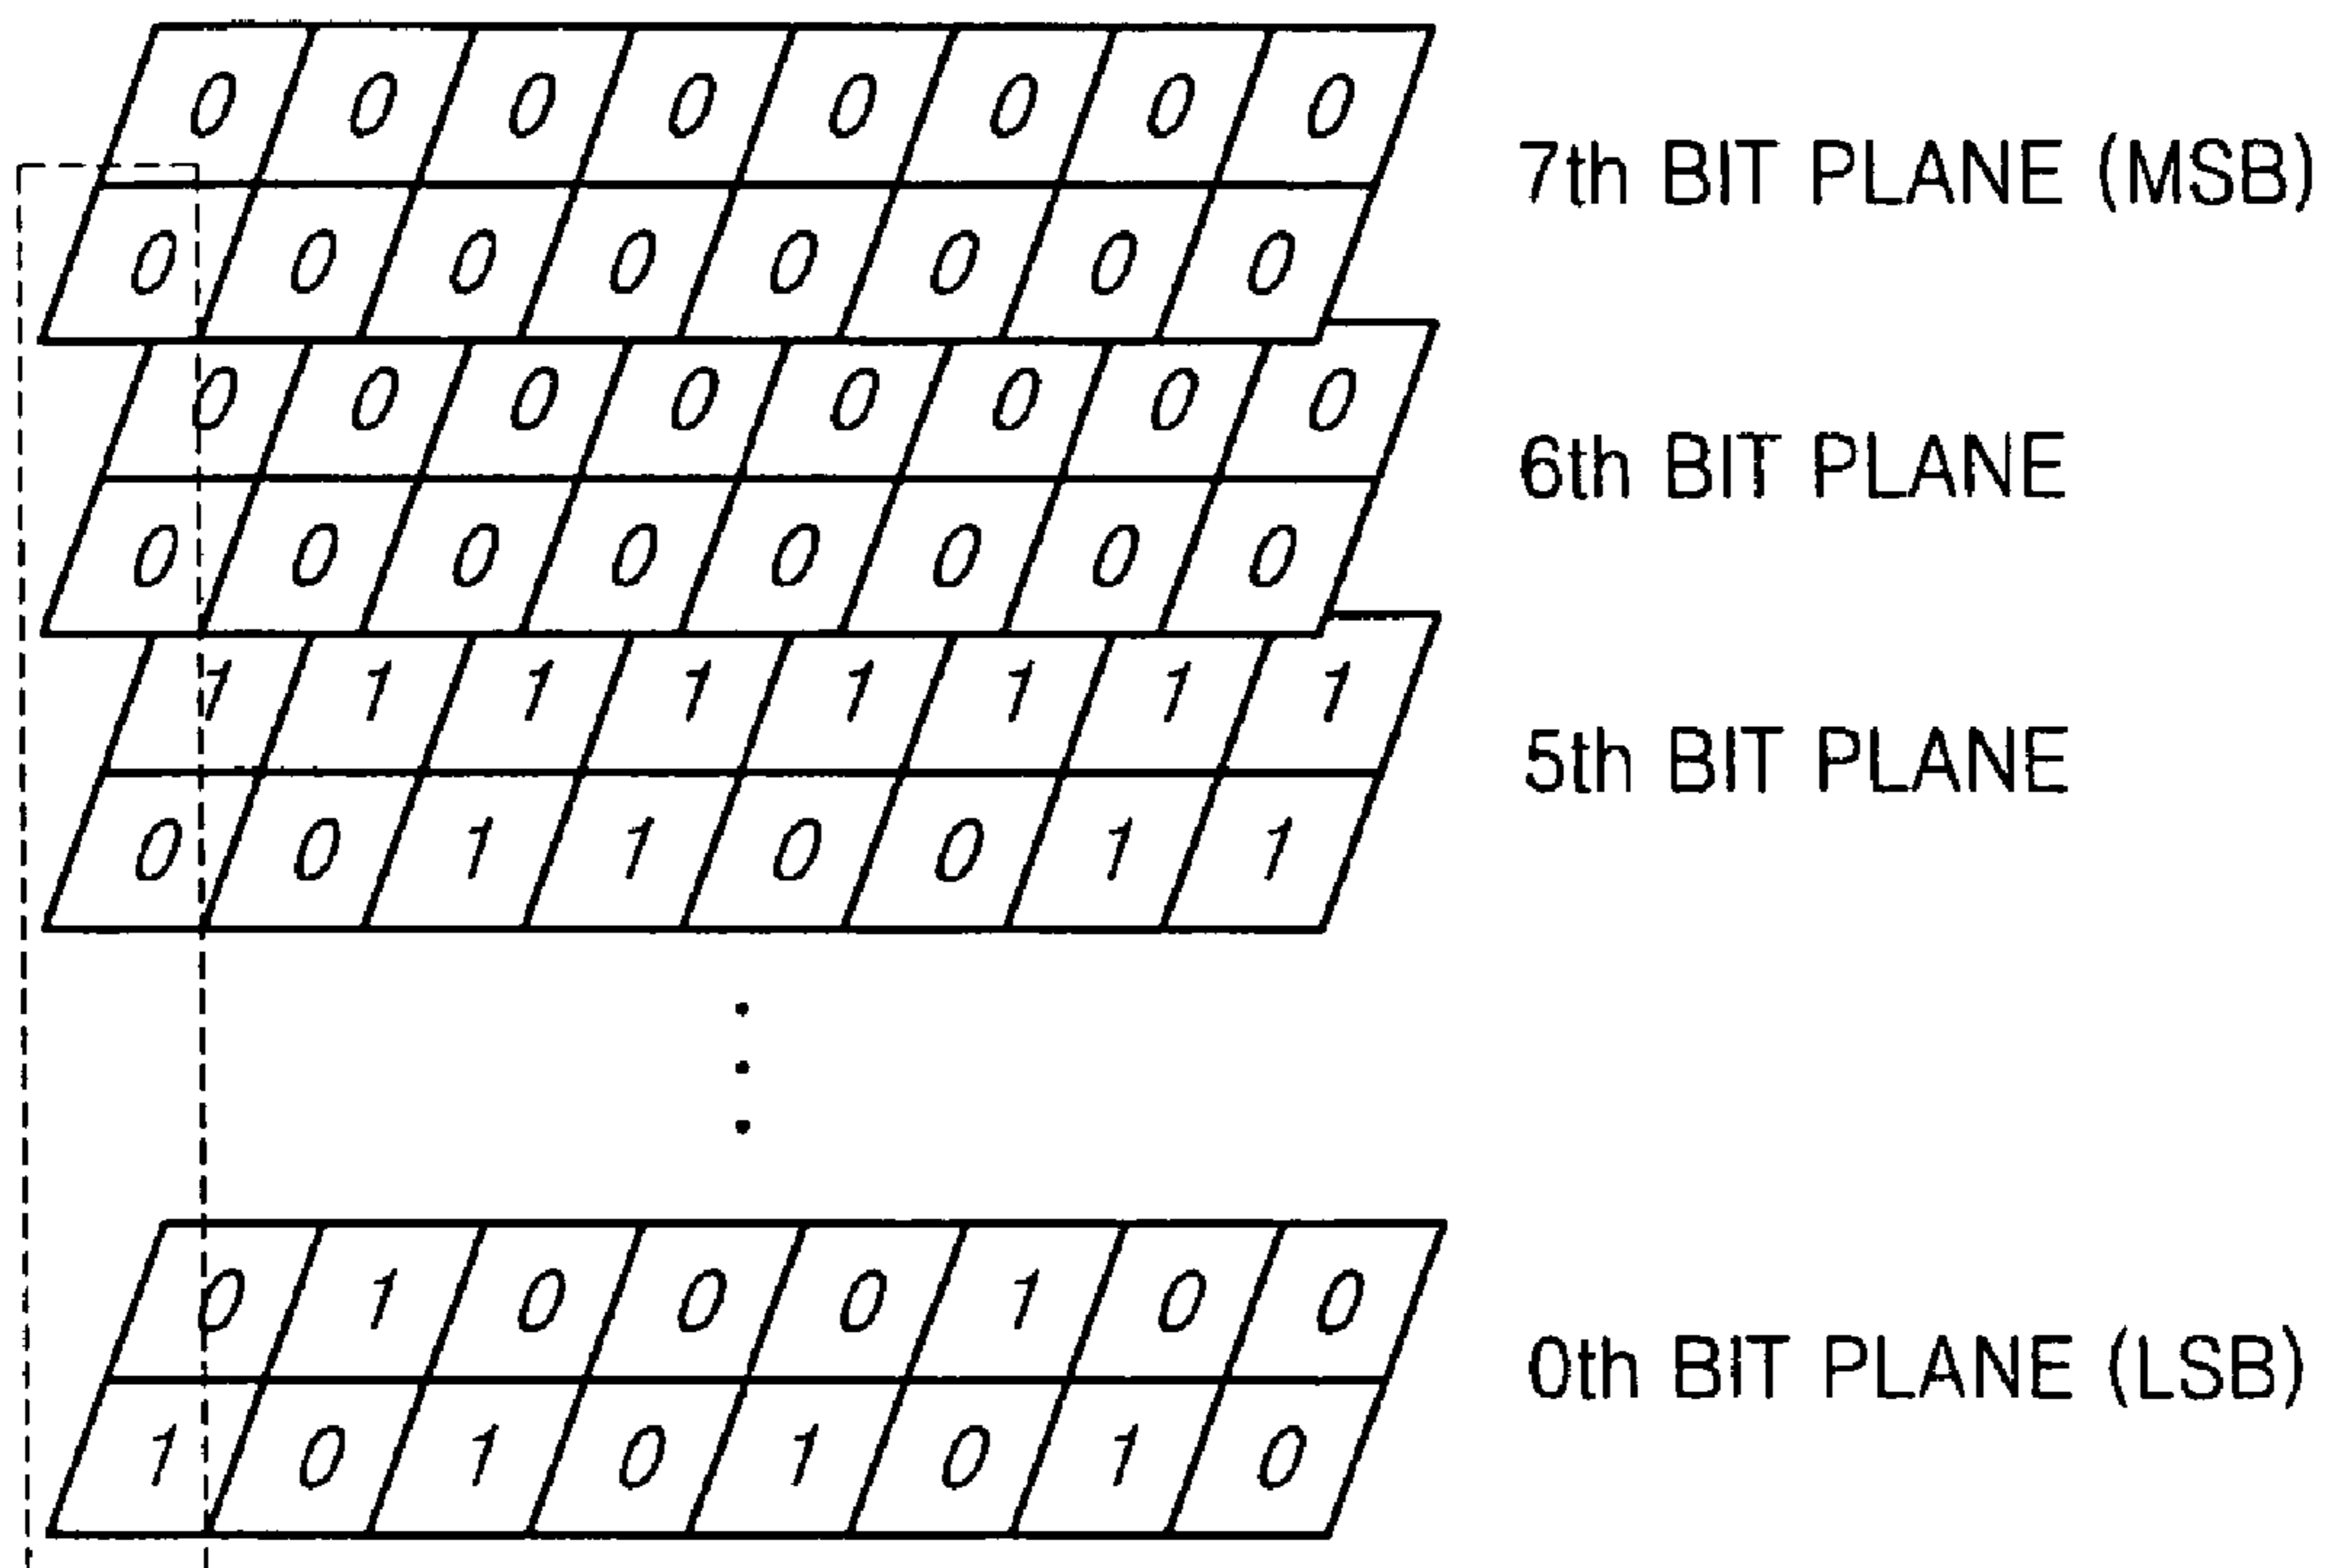 0 0 0 0 0 0 0 0
7th BIT PLANE (MSB)
0 0 0 0 0 0 0 0
0 0 0 0 0 0 0 0
6th BIT PLANE
0 0 0 0 0 0 0 0
1 1 1 1 1 1 1 1
5th BIT PLANE
0 0 1 1 0 0 1 1
0 1 0 0 0 1 0 0
0th BIT PLANE (LSB)
1 0 1 0 1 0 1 0